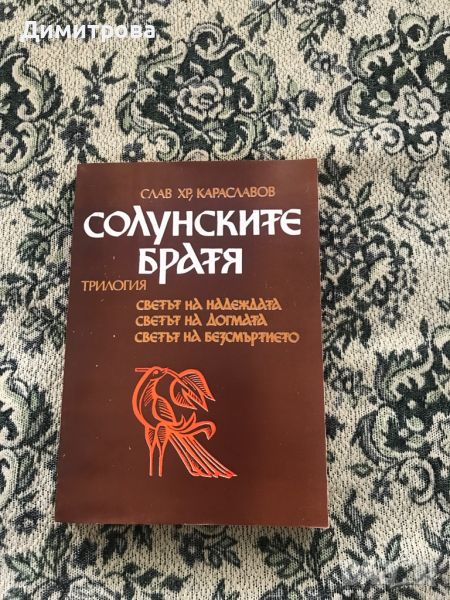 Димитрова
СЛАВ ХР. КАРАСЛАВОВ
СОЛУНСКИТЕ
БРАТЯ
ТРИЛОГИЯ
СВЕТЪТ НА НАДЕЖДАТА
СВЕТЪТ НА ДОГМАТА
СВЕТЪТ НА БЕЗСМЪРТИЕТО